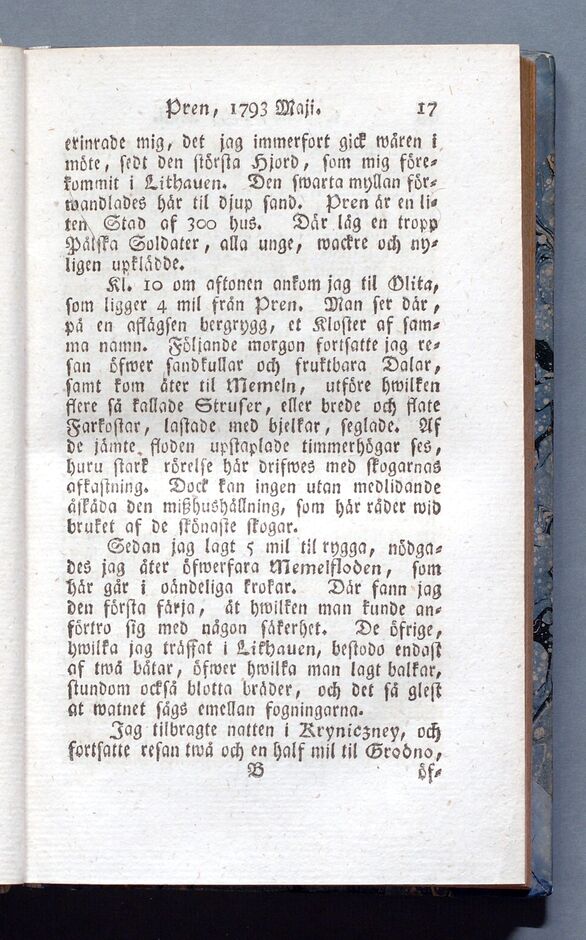 Pren, 1793 Maji. 17
erinrade mig, det jag immerfort gick wåren i
möte, sedt den största Hjord, som mig före-
kommit i Lithauen. Den swarta myllan för-
wandlades här til djup sand. Pren är en li-
ten Stad af 300 hus. Där låg en tropp
Pålska Soldater, alla unge, wackre och ny-
ligen upklädde.
Kl. 10 om aftonen ankom jag til Olita,
som ligger 4 mil från Pren. Man ser där,
på en aflägsen bergrygg, et Kloster af sam-
ma namn. Följande morgon fortsatte jag re-
san öfwer sandkullar och fruktbara Dalar,
samt kom åter til Memeln, utföre hwilken
flere så kallade Struser, eller brede och flate
Farkostar, lastade med bjelkar, seglade. Af
de jämte floden upstaplade timmerhögar ses,
huru stark rörelse här drifwes med skogarnas
afkastning. Dock kan ingen utan medlidande
åskåda den mißhushållning, som här råder wid
bruket af de skönaste skogar.
Sedan jag lagt 5 mil til rygga, nödga-
des jag åter öfwerfara Memelfloden, som
här går i oändeliga krokar. Där fann jag
den första färja, åt hwilken man kunde an-
förtro sig med någon säkerhet. De öfrige,
hwilka jag träffat i Litthauen, bestodo endast
af twå båtar, öfwer hwilka man lagt balkar,
stundom också blotta bräder, och det så glest
at watnet sågs emellan fogningarna.
Jag tilbragte natten i Kryniczney, och
fortsatte resan twå och en half mil til Grodno,
B öf-